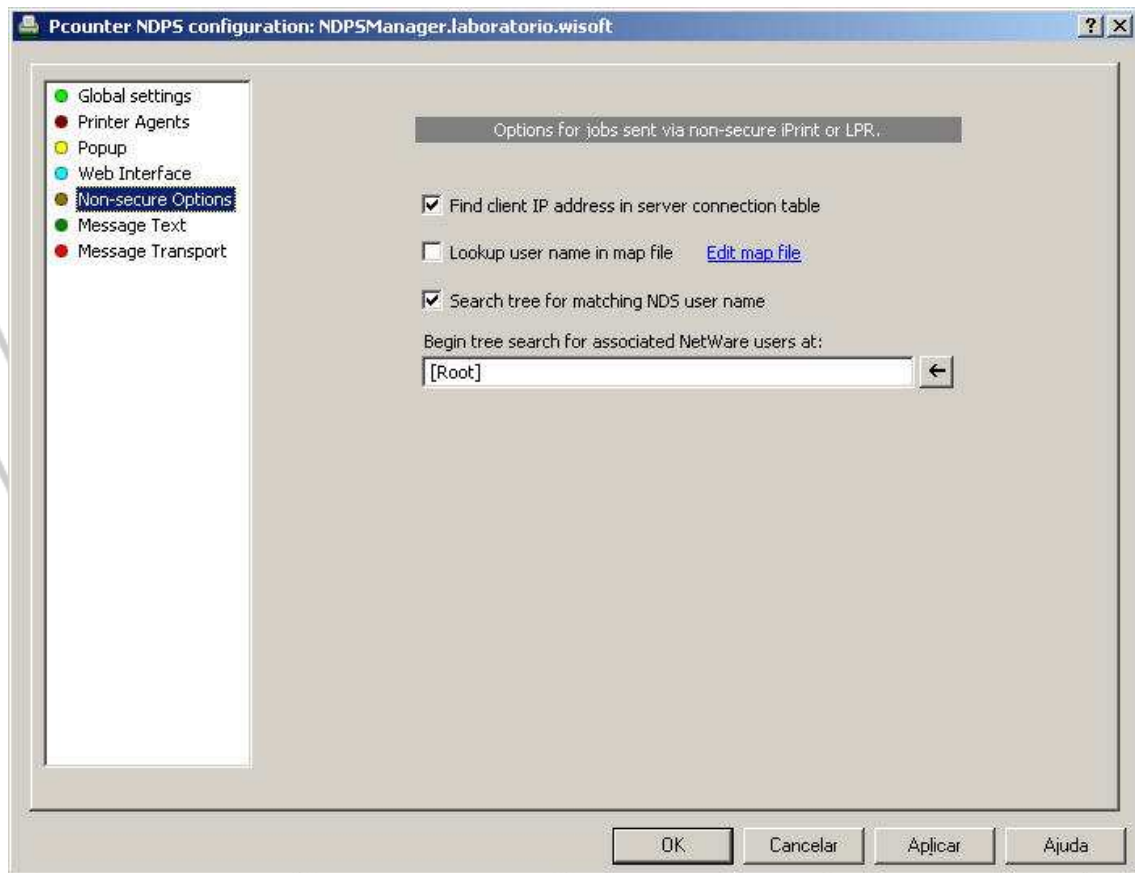 Pcounter NDPS configuration: NDPSManager.laboratorio.wisoft
Global settings
Printer Agents
Popup
Web Interface
Non-secure Options
Message Text
Message Transport
Options for jobs sent via non-secure iPrint or LPR.
Find client IP address in server connection table
Lookup user name in map file Edit map file
Search tree for matching NDS user name
Begin tree search for associated NetWare users at:
[Root]
OK Cancelar Aplicar Ajuda